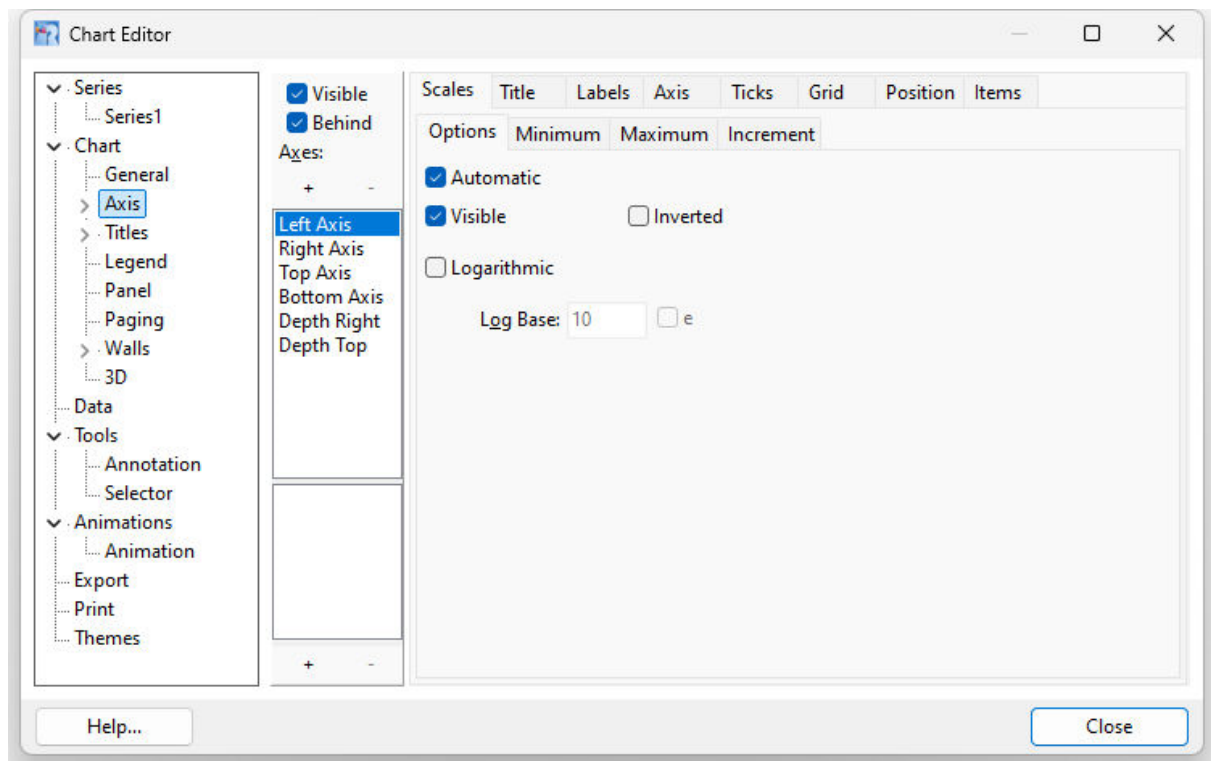 Chart Editor
Series
Series1
Chart
General
Axis
Titles
Legend
Panel
Paging
Walls
3D
Data
Tools
Annotation
Selector
Animations
Animation
Export
Print
Themes
Visible
Behind
Axes:
+ -
Left Axis
Right Axis
Top Axis
Bottom Axis
Depth Right
Depth Top
+ -
Scales Title Labels Axis Ticks Grid Position Items
Options Minimum Maximum Increment
Automatic
Visible Inverted
Logarithmic
Log Base: 10 e
Help... Close